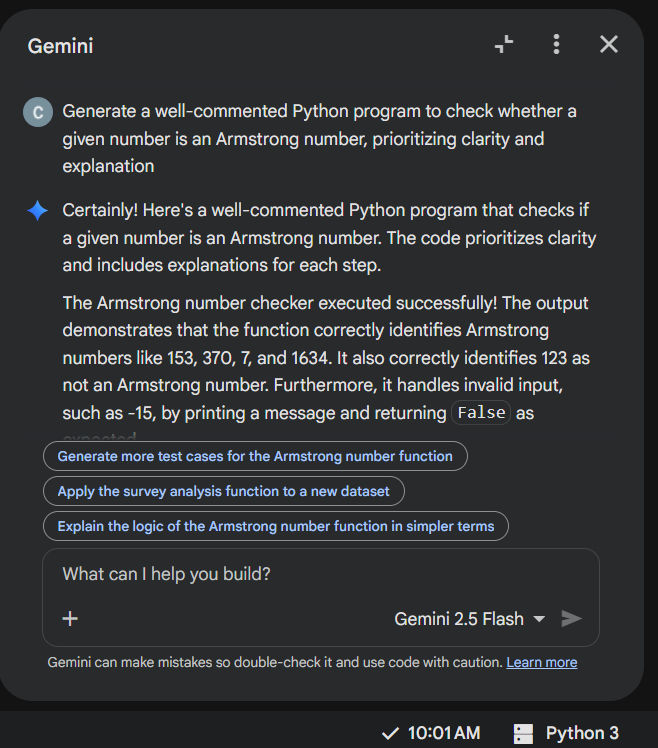 Gemini
C
Generate a well-commented Python program to check whether a
given number is an Armstrong number, prioritizing clarity and
explanation
Certainly! Here's a well-commented Python program that checks if
a given number is an Armstrong number. The code prioritizes clarity
and includes explanations for each step.
The Armstrong number checker executed successfully! The output
demonstrates that the function correctly identifies Armstrong
numbers like 153, 370, 7, and 1634. It also correctly identifies 123 as
not an Armstrong number. Furthermore, it handles invalid input,
such as -15, by printing a message and returning False as
expected.
Generate more test cases for the Armstrong number function
Apply the survey analysis function to a new dataset
Explain the logic of the Armstrong number function in simpler terms
What can I help you build?
Gemini 2.5 Flash
Gemini can make mistakes so double-check it and use code with caution. Learn more
10:01 AM Python 3